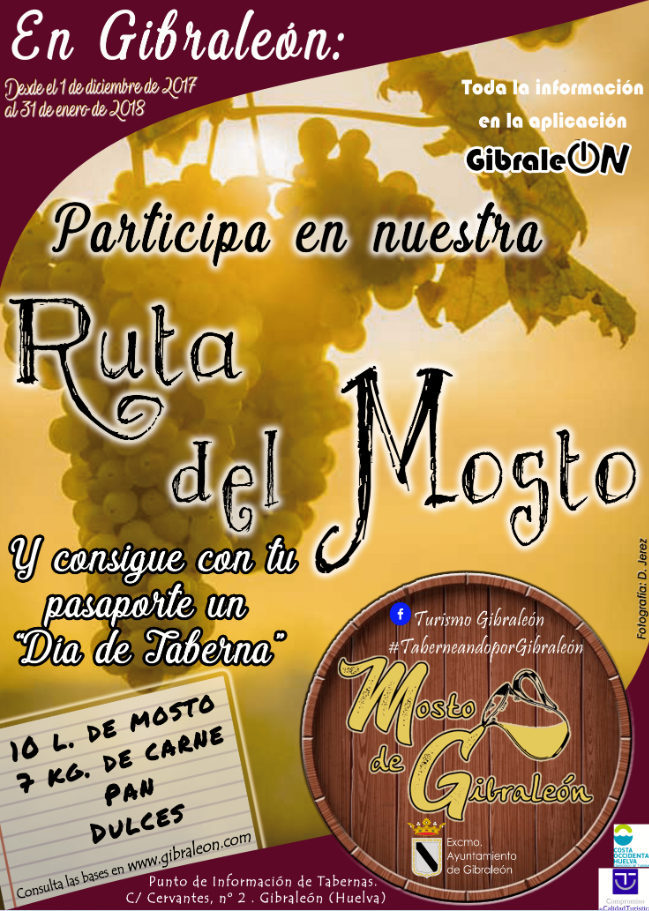 En Gibraleón:
Desde el 1 de diciembre de 2017
al 31 de enero de 2018
Toda la información
en la aplicación
GibraleON
Participa en nuestra
Ruta
del Mosto
Y consigue con tu
pasaporte un
“Día de Taberna”
Fotografía: D. Jerez
Turismo Gibraleón
#TaberneandoporGibraleón
Mosto
de
Gibraleón
10 L. DE MOSTO
7 KG. DE CARNE
PAN
DULCES
Consulta las bases en www.gibraleon.com
Excmo.
Ayuntamiento
de Gibraleón
Punto de Información de Tabernas.
C/ Cervantes, nº 2 . Gibraleón (Huelva)
COSTA
OCCIDENTA
HUELVA
Compromiso